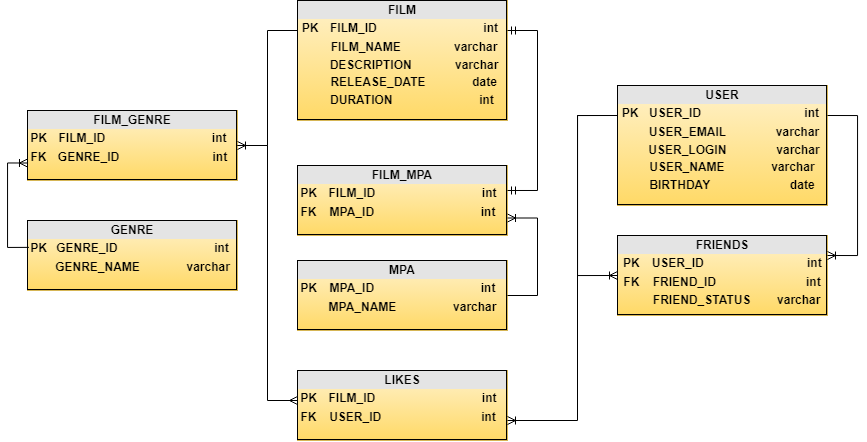 FILM
PK FILM_ID int
FILM_NAME varchar
DESCRIPTION varchar
RELEASE_DATE date
DURATION int
FILM_GENRE
PK FILM_ID int
FK GENRE_ID int
GENRE
PK GENRE_ID int
GENRE_NAME varchar
FILM_MPA
PK FILM_ID int
FK MPA_ID int
MPA
PK MPA_ID int
MPA_NAME varchar
LIKES
PK FILM_ID int
FK USER_ID int
USER
PK USER_ID int
USER_EMAIL varchar
USER_LOGIN varchar
USER_NAME varchar
BIRTHDAY date
FRIENDS
PK USER_ID int
FK FRIEND_ID int
FRIEND_STATUS varchar